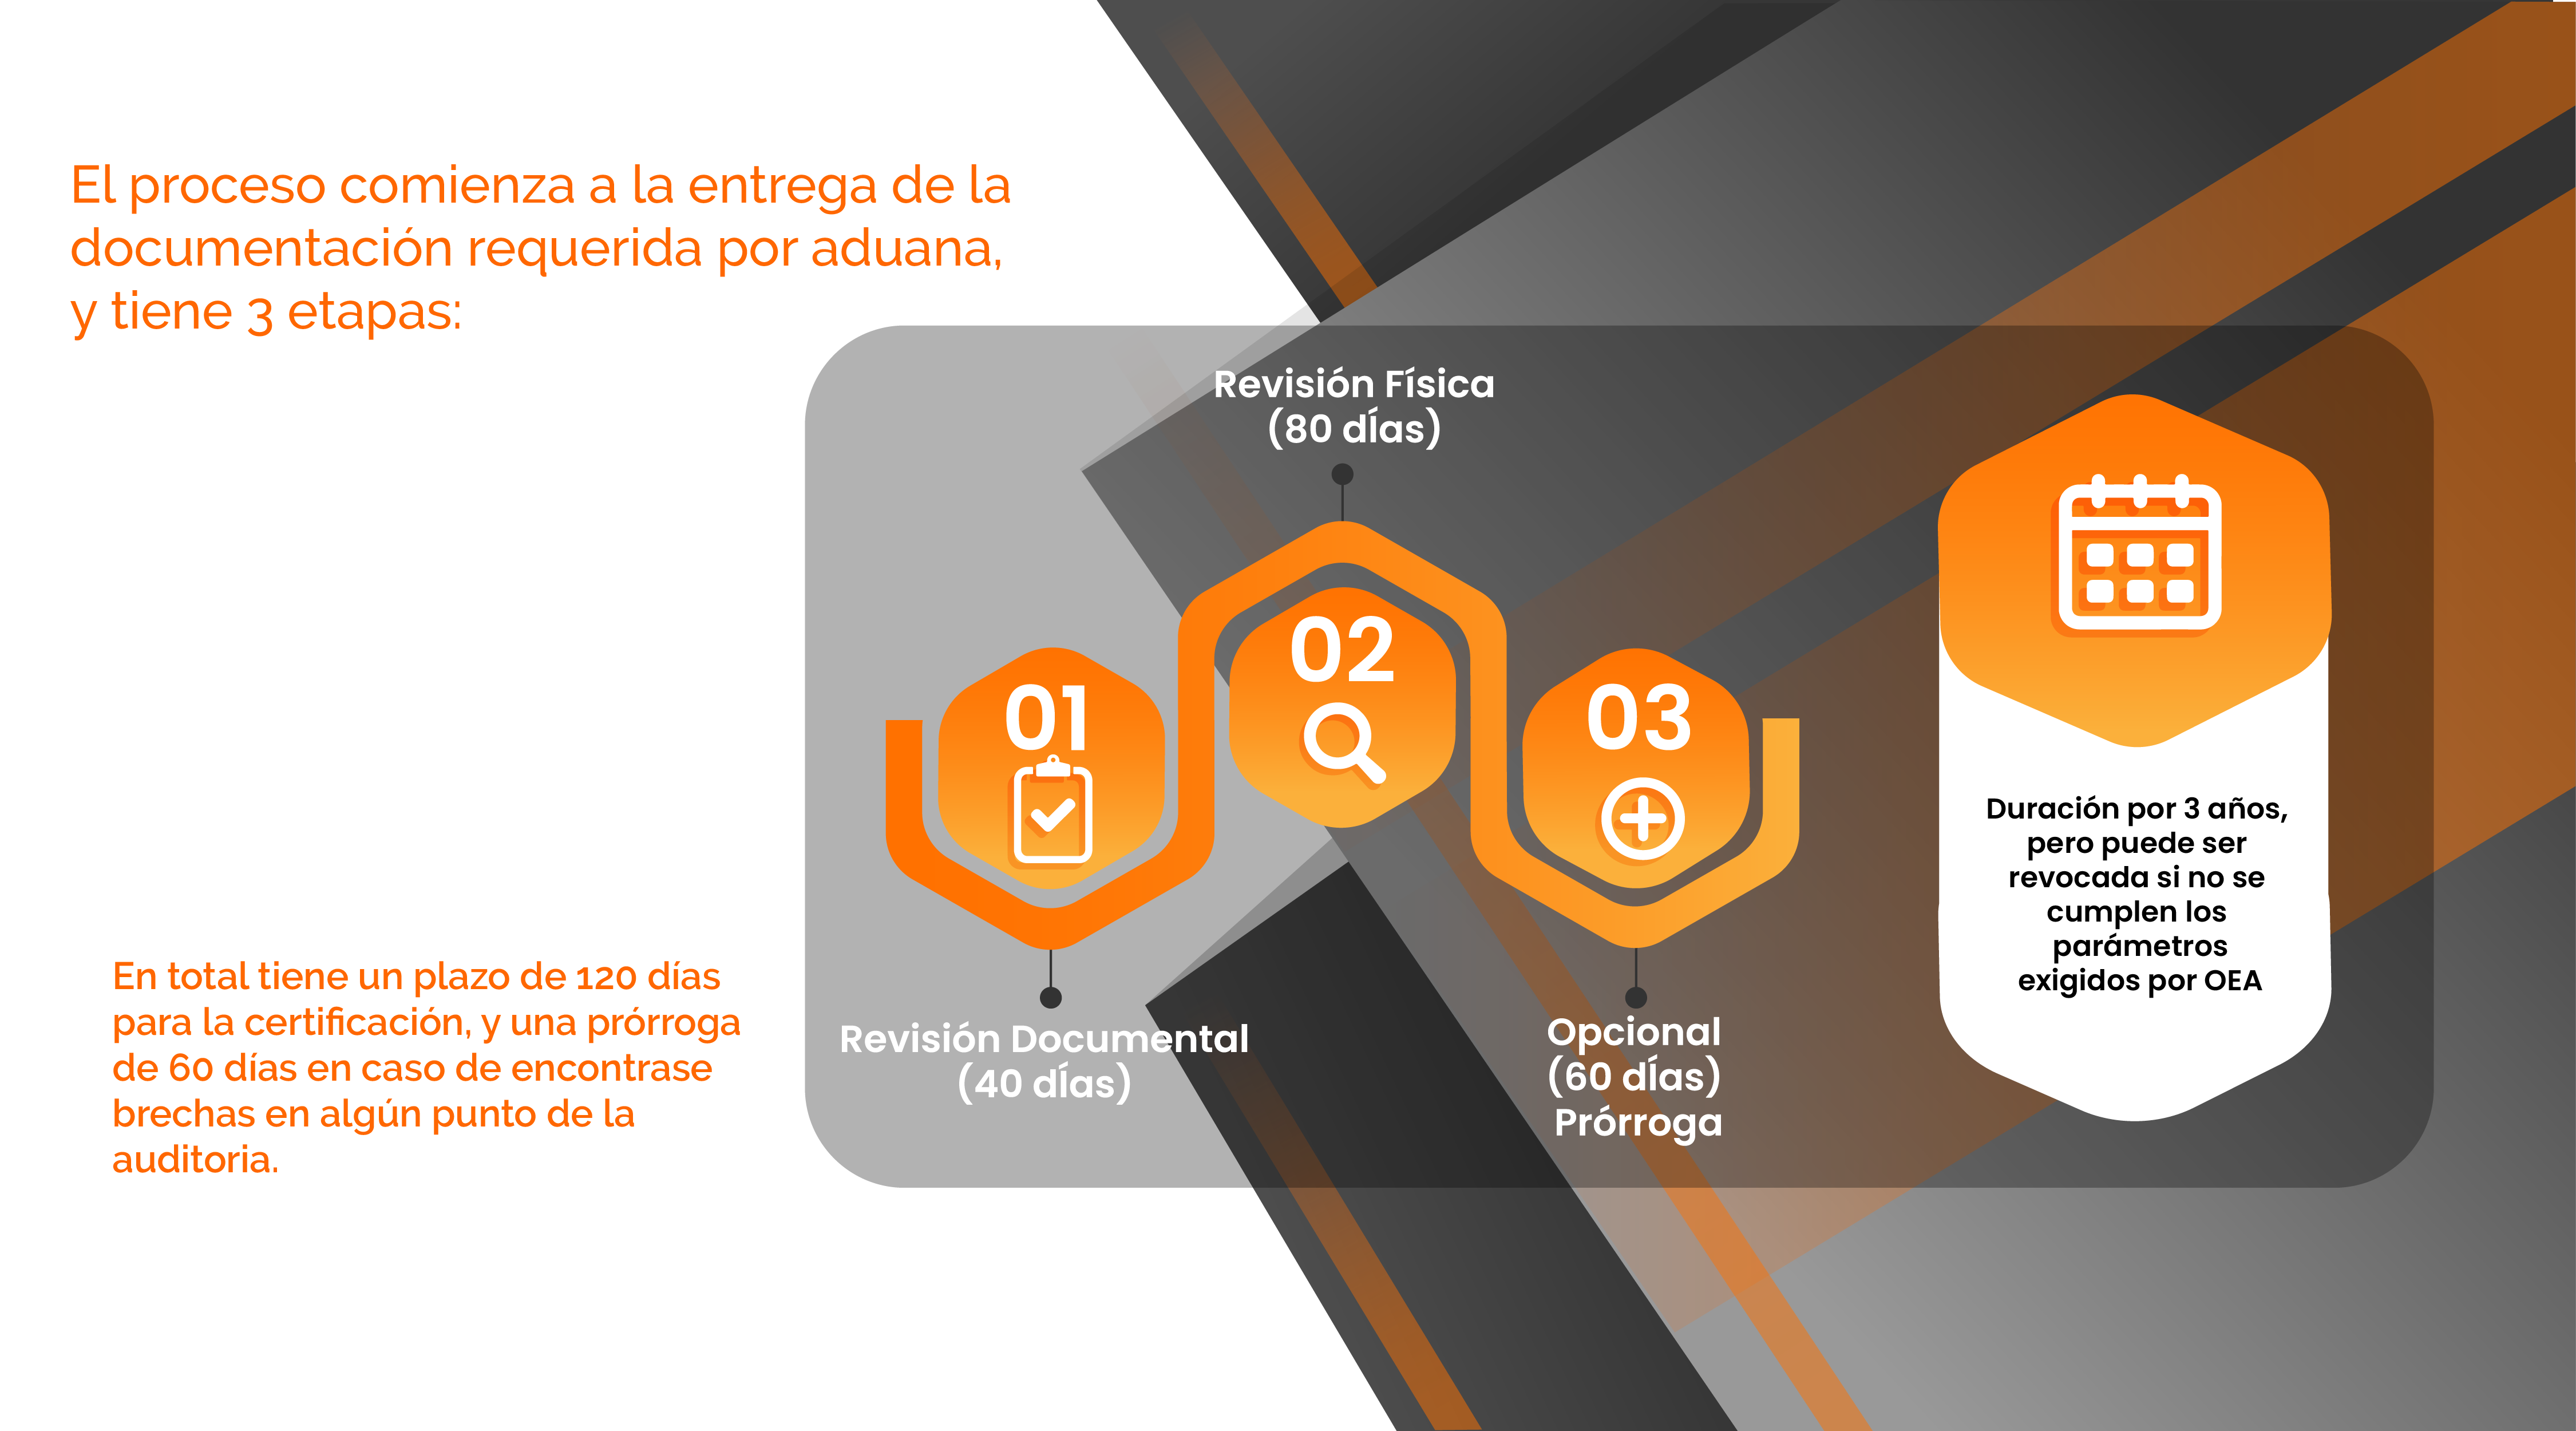 El proceso comienza a la entrega de la
documentación requerida por aduana,
y tiene 3 etapas:
Revisión Física
(80 días)
01
02
03
Revisión Documental
(40 días)
Opcional
(60 días)
Prórroga
Duración por 3 años,
pero puede ser
revocada si no se
cumplen los
parámetros
exigidos por OEA
En total tiene un plazo de 120 días
para la certificación, y una prórroga
de 60 días en caso de encontrase
brechas en algún punto de la
auditoria.